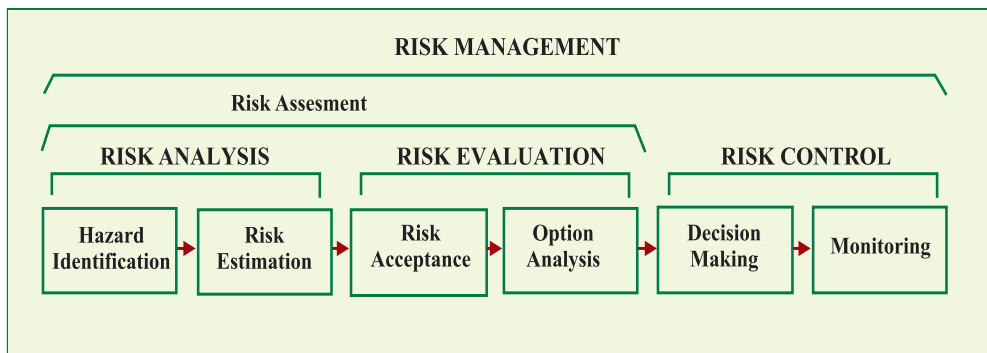 RISK MANAGEMENT
Risk Assesment
RISK ANALYSIS
RISK EVALUATION
RISK CONTROL
Hazard
Identification
Risk
Estimation
Risk
Acceptance
Option
Analysis
Decision
Making
Monitoring